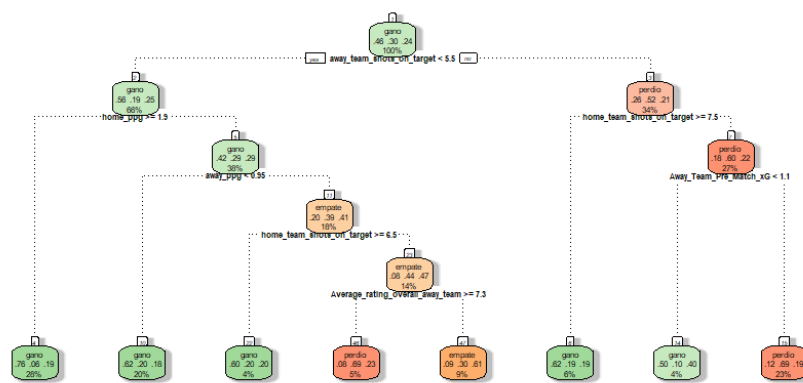 1
gano
.46 .30 .24
100%
yes away_team_shots_on_target < 5.5 no
2
gano
.56 .19 .25
66%
home_ppg >= 1.9
3
perdio
.26 .52 .21
34%
home_team_shots_on_target >= 7.5
5
gano
.42 .29 .29
38%
away_ppg < 0.95
7
perdio
.18 .60 .22
27%
Away_Team_Pre_Match_xG < 1.1
11
empate
.20 .39 .41
18%
home_team_shots_on_target >= 6.5
23
empate
.08 .44 .47
14%
Average_rating_overall_away_team >= 7.3
4
gano
.76 .06 .19
28%
10
gano
.62 .20 .18
20%
22
gano
.60 .20 .20
4%
46
perdio
.08 .69 .23
5%
47
empate
.09 .30 .61
9%
6
gano
.62 .19 .19
6%
14
gano
.50 .10 .40
4%
15
perdio
.12 .69 .19
23%